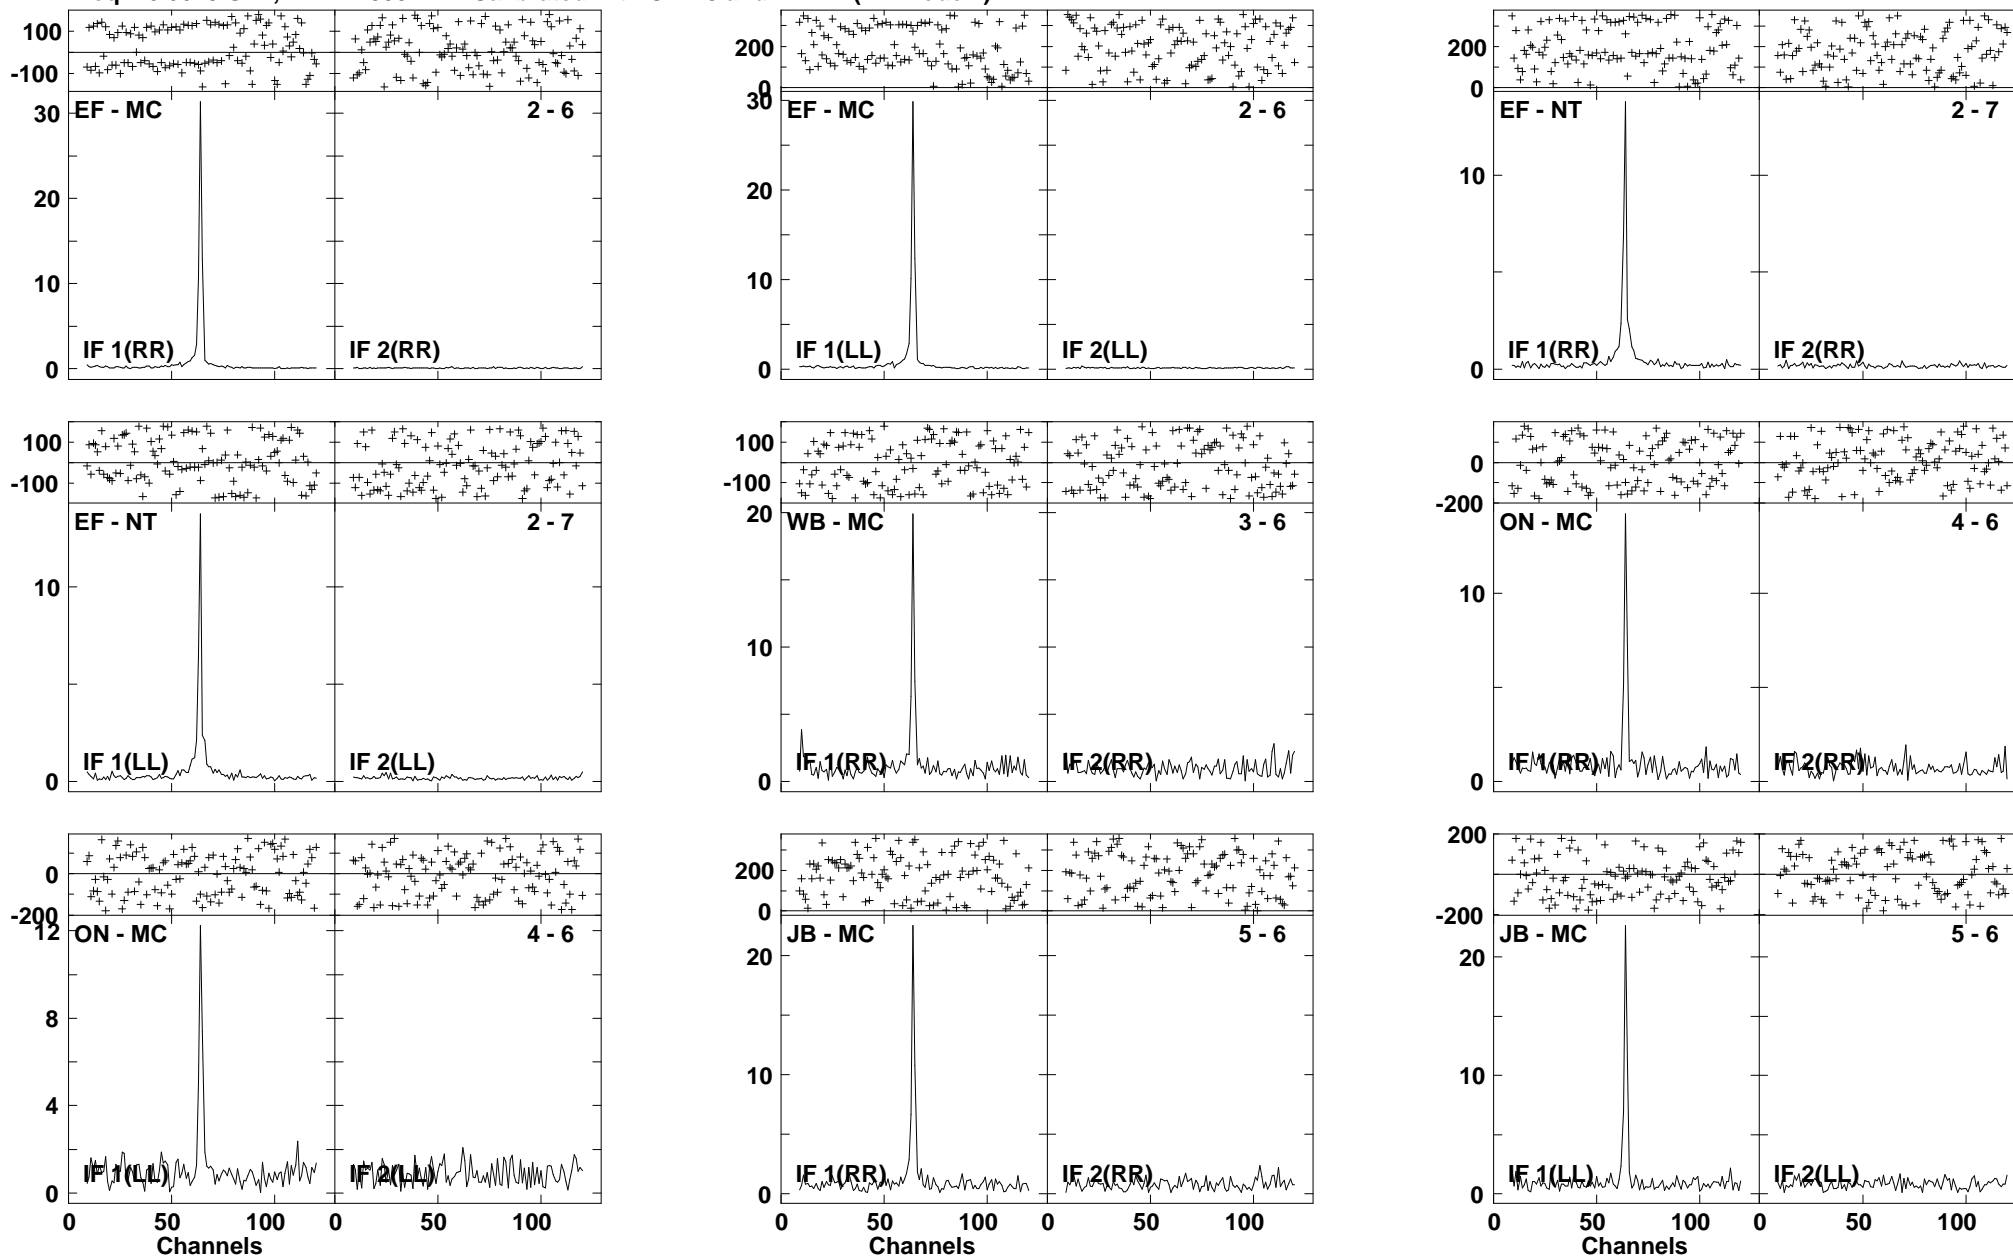 100
-100
EF - MC
2 - 6
30
20
10
0
IF 1(RR)
IF 2(RR)
200
0
EF - MC
2 - 6
30
20
10
0
IF 1(LL)
IF 2(LL)
200
0
EF - NT
2 - 7
10
0
IF 1(RR)
IF 2(RR)
100
-100
EF - NT
2 - 7
10
0
IF 1(LL)
IF 2(LL)
100
-100
WB - MC
3 - 6
20
10
0
IF 1(RR)
IF 2(RR)
0
-200
ON - MC
4 - 6
10
0
IF 1(RR)
IF 2(RR)
0
-200
ON - MC
4 - 6
12
8
4
0
IF 1(LL)
IF 2(LL)
0 50 100 0 50 100
Channels
200
0
JB - MC
5 - 6
20
10
0
IF 1(RR)
IF 2(RR)
0 50 100 0 50 100
Channels
200
-200
JB - MC
5 - 6
20
10
0
IF 1(LL)
IF 2(LL)
0 50 100 0 50 100
Channels